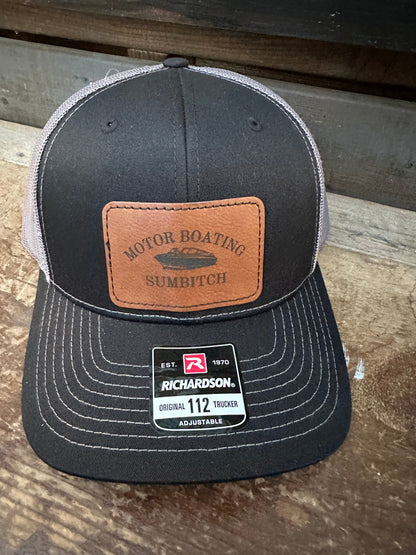 MOTOR BOATING
SUMBITCH
EST. R 1970
RICHARDSON®
ORIGINAL 112 TRUCKER
ADJUSTABLE